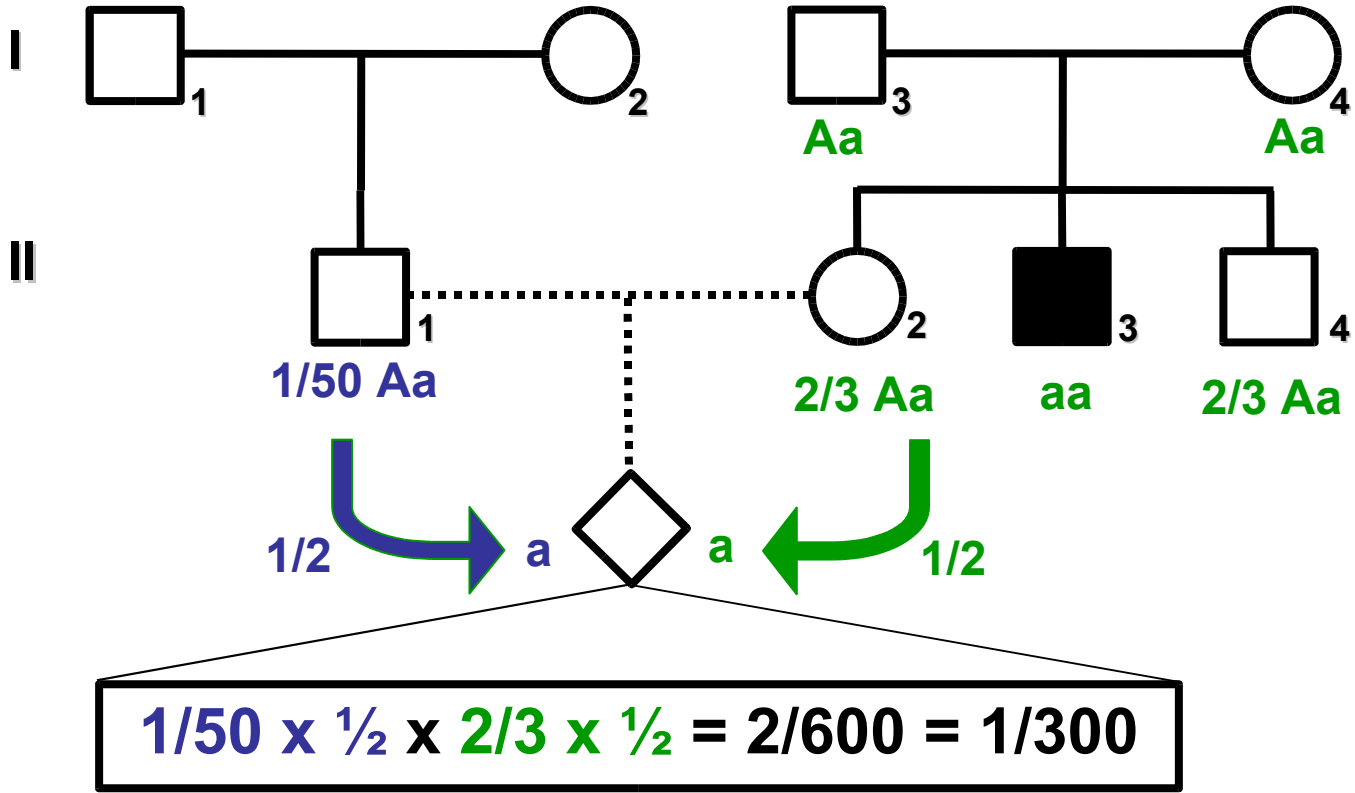 I
1
2
3
4
Aa
Aa
II
1
2
3
4
1/50 Aa
2/3 Aa
aa
2/3 Aa
1/2
a
a
1/2
1/50 x ½ x 2/3 x ½ = 2/600 = 1/300